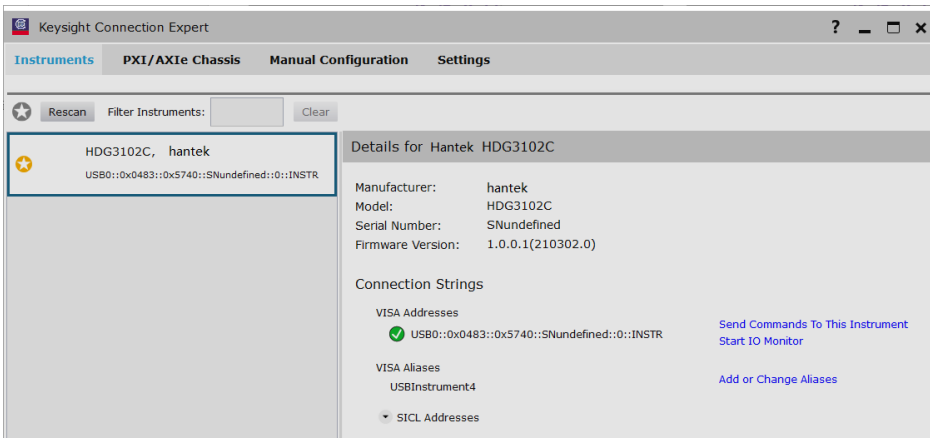 Keysight Connection Expert
?
Instruments PXI/AXIe Chassis Manual Configuration Settings
Rescan Filter Instruments: Clear
HDG3102C, hantek
USB0::0x0483::0x5740::SNundefined::0::INSTR
Details for Hantek HDG3102C
Manufacturer: hantek
Model: HDG3102C
Serial Number: SNundefined
Firmware Version: 1.0.0.1(210302.0)
Connection Strings
VISA Addresses
USB0::0x0483::0x5740::SNundefined::0::INSTR
Send Commands To This Instrument
Start IO Monitor
VISA Aliases
USBInstrument4
Add or Change Aliases
SICL Addresses